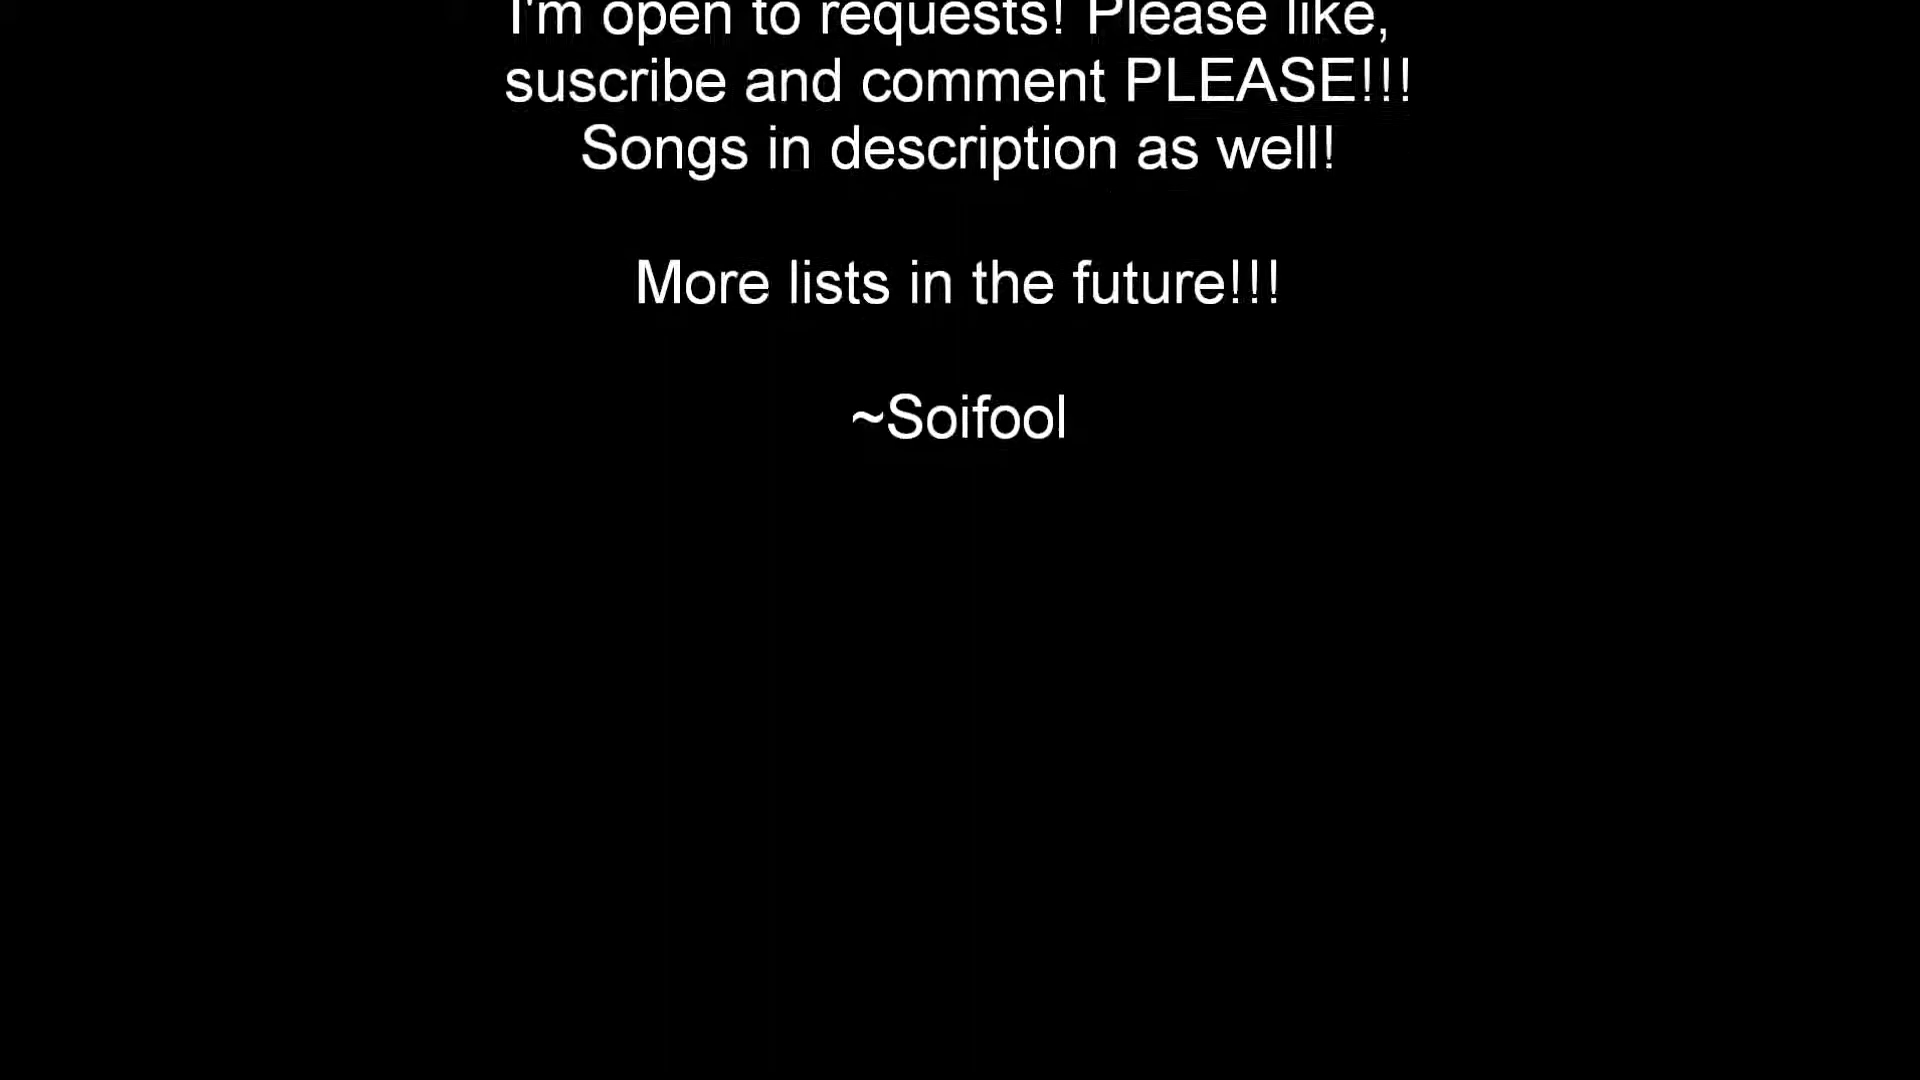 I'm open to requests! Please like,
suscribe and comment PLEASE!!!
Songs in description as well!
More lists in the future!!!
~Soifool